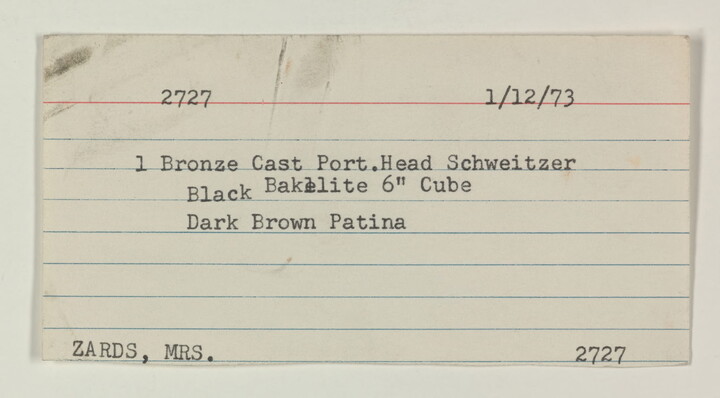 2727 1/12/73
1 Bronze Cast Port.Head Schweitzer
Black Bakelite 6" Cube
Dark Brown Patina
ZARDS, MRS. 2727